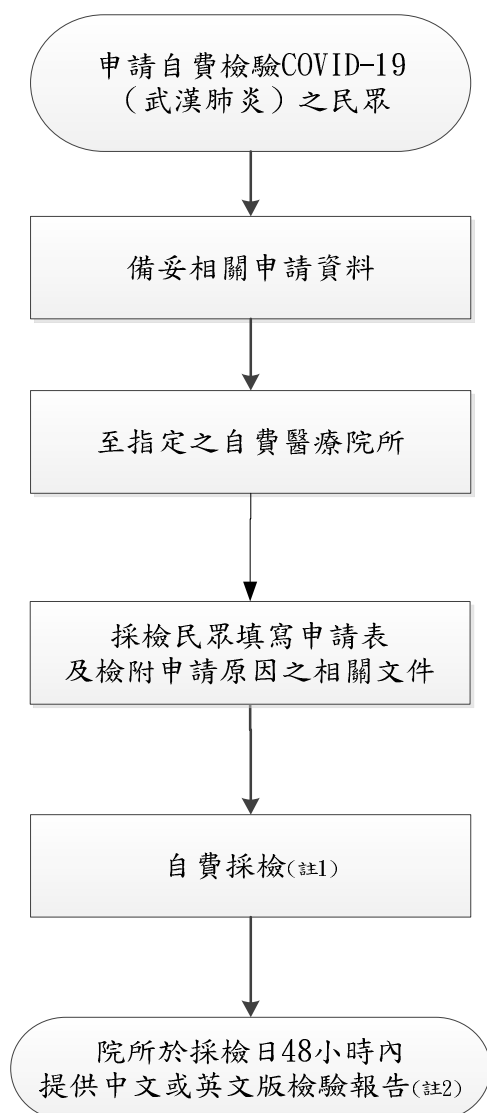 申請自費檢驗COVID-19
（武漢肺炎）之民眾
備妥相關申請資料
至指定之自費醫療院所
採檢民眾填寫申請表
及檢附申請原因之相關文件
自費採檢(註1)
院所於採檢日48小時內
提供中文或英文版檢驗報告(註2)